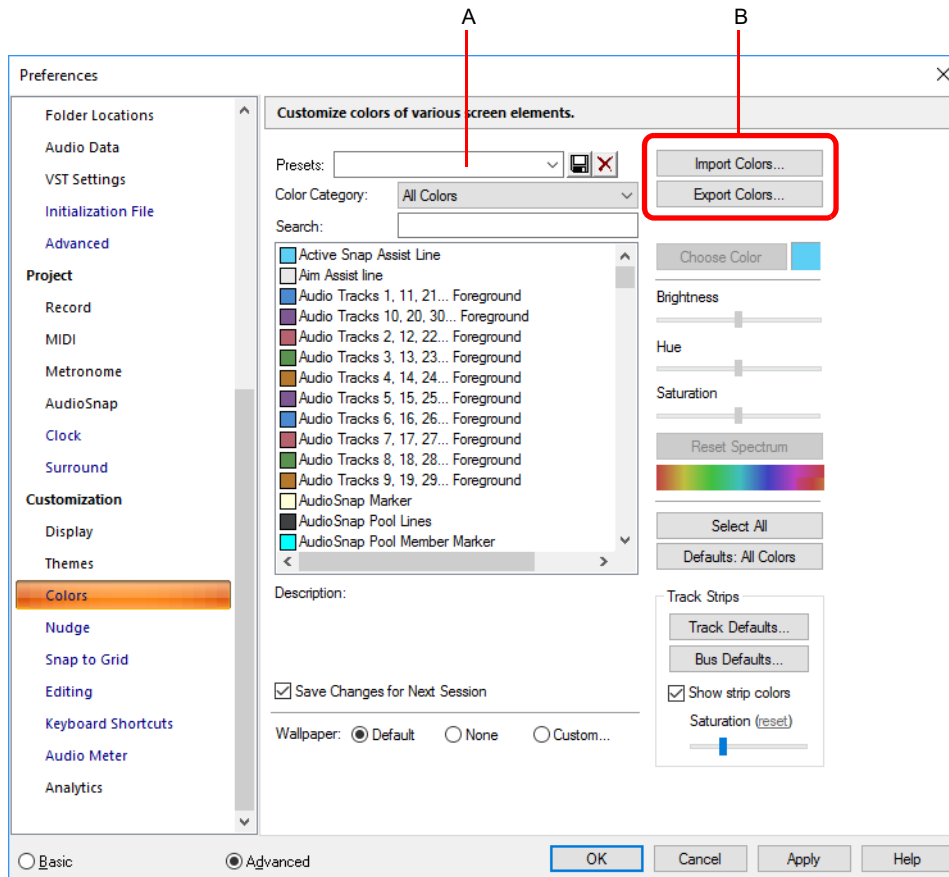 A
B
Preferences
Folder Locations
Audio Data
VST Settings
Initialization File
Advanced
Project
Record
MIDI
Metronome
AudioSnap
Clock
Surround
Customization
Display
Themes
Colors
Nudge
Snap to Grid
Editing
Keyboard Shortcuts
Audio Meter
Analytics
Customize colors of various screen elements.
Presets:
Color Category: All Colors
Search:
Active Snap Assist Line
Aim Assist line
Audio Tracks 1, 11, 21... Foreground
Audio Tracks 10, 20, 30... Foreground
Audio Tracks 2, 12, 22... Foreground
Audio Tracks 3, 13, 23... Foreground
Audio Tracks 4, 14, 24... Foreground
Audio Tracks 5, 15, 25... Foreground
Audio Tracks 6, 16, 26... Foreground
Audio Tracks 7, 17, 27... Foreground
Audio Tracks 8, 18, 28... Foreground
Audio Tracks 9, 19, 29... Foreground
AudioSnap Marker
AudioSnap Pool Lines
AudioSnap Pool Member Marker
Description:
Save Changes for Next Session
Wallpaper: Default None Custom...
Import Colors...
Export Colors...
Choose Color
Brightness
Hue
Saturation
Reset Spectrum
Select All
Defaults: All Colors
Track Strips
Track Defaults...
Bus Defaults...
Show strip colors
Saturation (reset)
Basic Advanced OK Cancel Apply Help